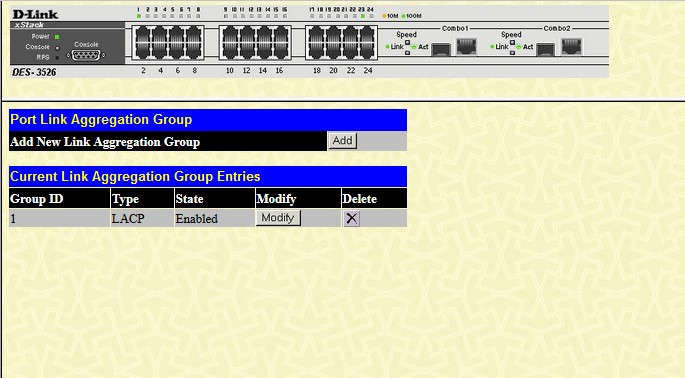 D-Link
xStack
1 2 3 4 5 6 7 8 9 10 11 12 13 14 15 16 17 18 19 20 21 22 23 24 10M 100M
Power
Console
RPS
Console
DES-3526
2 4 6 8 10 12 14 16 18 20 22 24
Speed Combo1
Link Act
Speed Combo2
Link Act
Port Link Aggregation Group
Add New Link Aggregation Group Add
Current Link Aggregation Group Entries
Group ID Type State Modify Delete
1 LACP Enabled Modify X